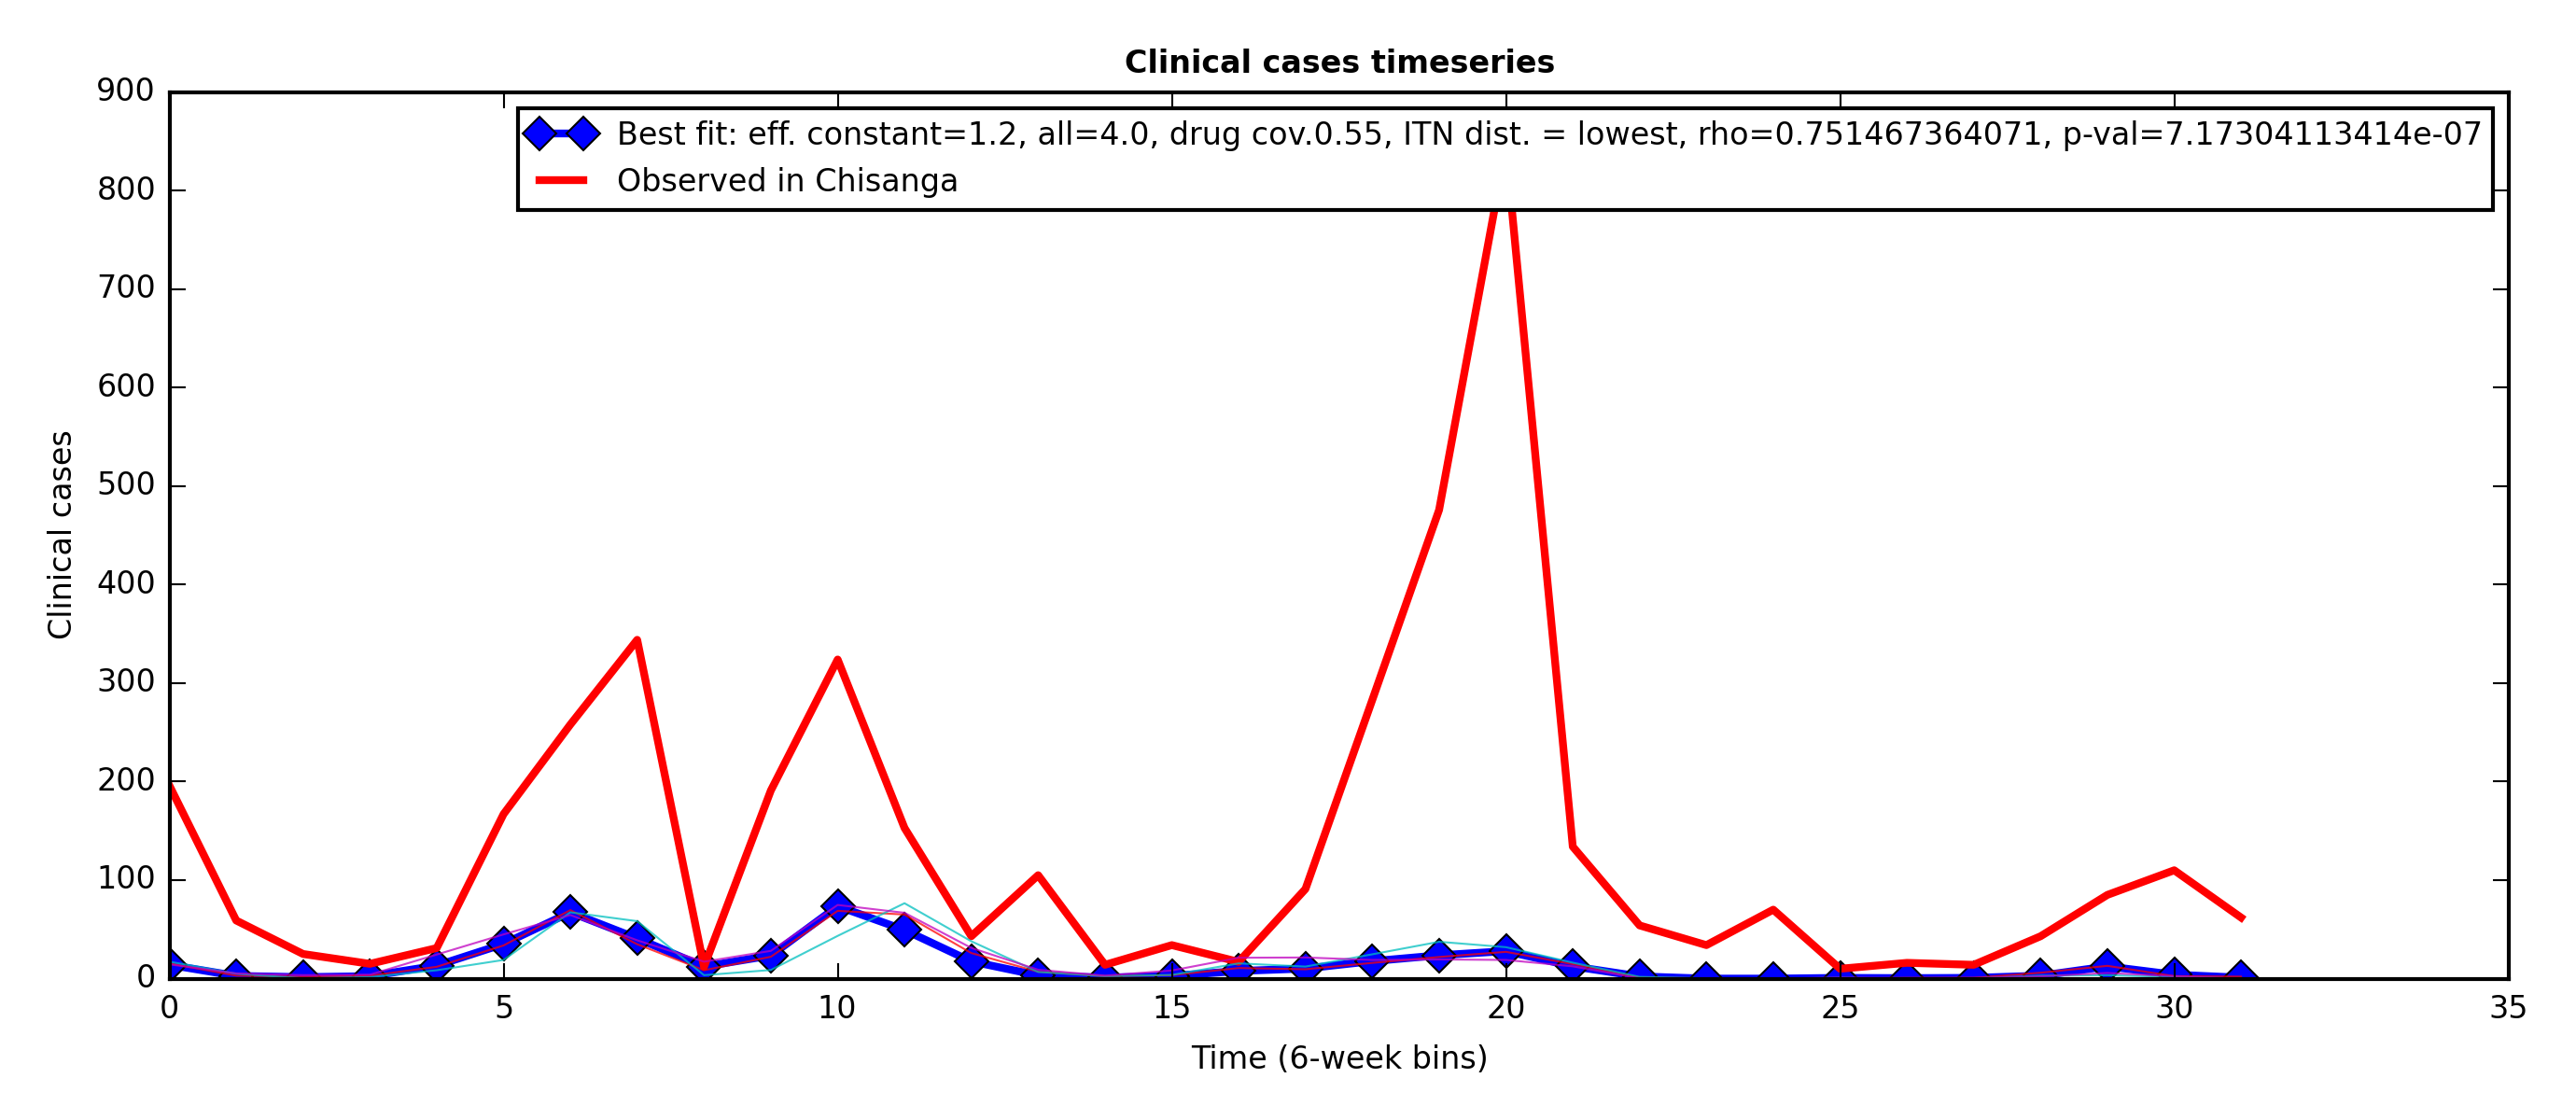 Clinical cases timeseries
900
800
700
600
500
400
300
200
100
0
Clinical cases
Best fit: eff. constant=1.2, all=4.0, drug cov.0.55, ITN dist. = lowest, rho=0.751467364071, p-val=7.17304113414e-07
Observed in Chisanga
0 5 10 15 20 25 30 35
Time (6-week bins)